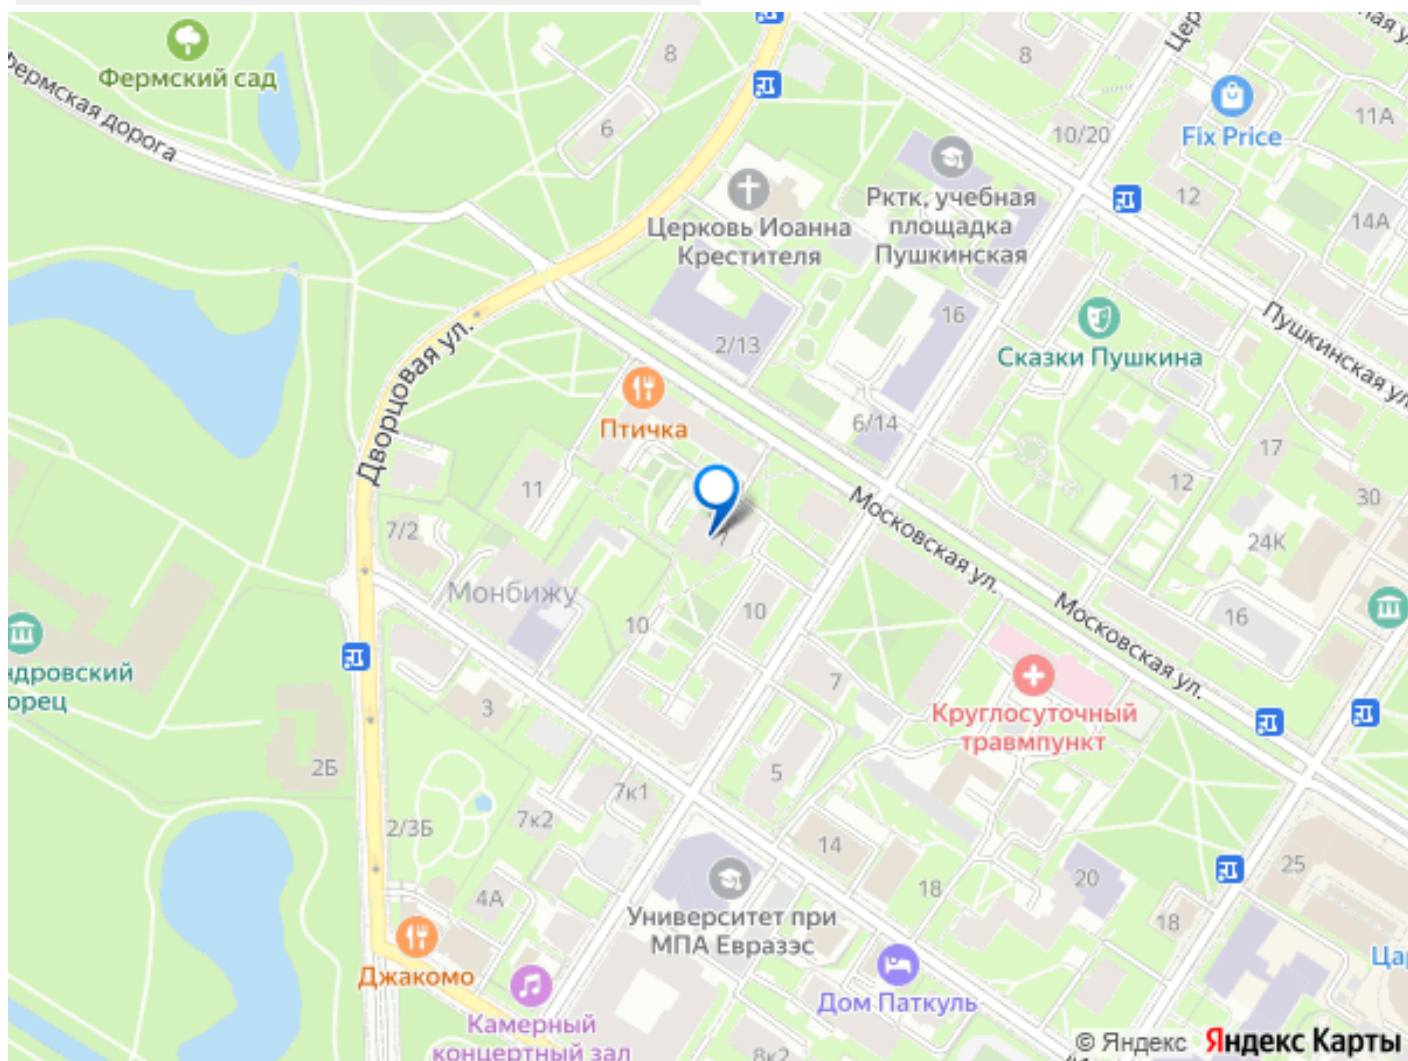 Фермский сад
Фермская дорога
8
6
8
10/20
Fix Price
11А
12
14А
Церковь Иоанна
Крестителя
Рктк, учебная
площадка
Пушкинская
16
2/13
Сказки Пушкина
Пушкинская ул.
Дворцовая ул.
Птичка
6/14
17
12
30
24К
11
7/2
Московская ул.
Московская ул.
Монбижу
10
10
16
ндровский
орец
7
3
Круглосуточный
травмпункт
2Б
5
7к1
7к2
2/3Б
14
25
18
20
18
4А
Университет при
МПА Евразэс
Джакомо
Дом Паткуль
Цар
Камерный
концертный зал
8к2
© Яндекс Яндекс Карты